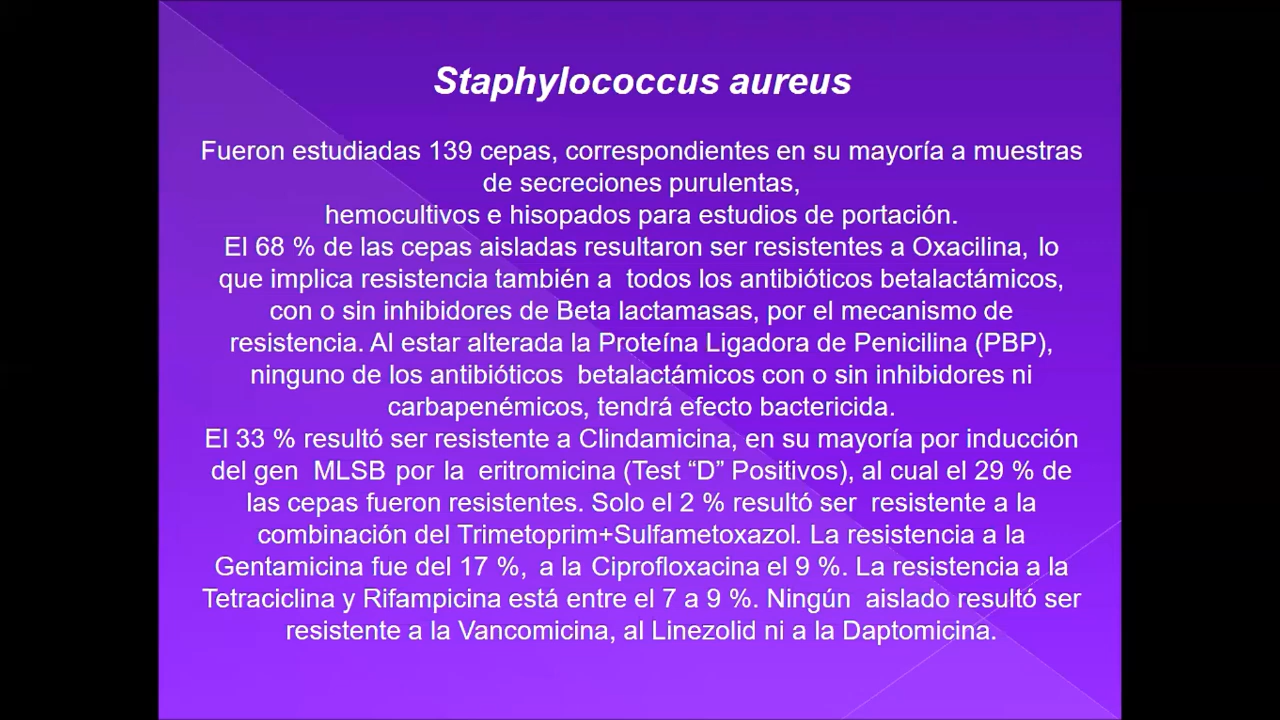 Staphylococcus aureus
Fueron estudiadas 139 cepas, correspondientes en su mayoría a muestras
de secreciones purulentas,
hemocultivos e hisopados para estudios de portación.
El 68 % de las cepas aisladas resultaron ser resistentes a Oxacilina, lo
que implica resistencia también a todos los antibióticos betalactámicos,
con o sin inhibidores de Beta lactamasas, por el mecanismo de
resistencia. Al estar alterada la Proteína Ligadora de Penicilina (PBP),
ninguno de los antibióticos betalactámicos con o sin inhibidores ni
carbapenémicos, tendrá efecto bactericida.
El 33 % resultó ser resistente a Clindamicina, en su mayoría por inducción
del gen MLSB por la eritromicina (Test “D” Positivos), al cual el 29 % de
las cepas fueron resistentes. Solo el 2 % resultó ser resistente a la
combinación del Trimetoprim+Sulfametoxazol. La resistencia a la
Gentamicina fue del 17 %, a la Ciprofloxacina el 9 %. La resistencia a la
Tetraciclina y Rifampicina está entre el 7 a 9 %. Ningún aislado resultó ser
resistente a la Vancomicina, al Linezolid ni a la Daptomicina.